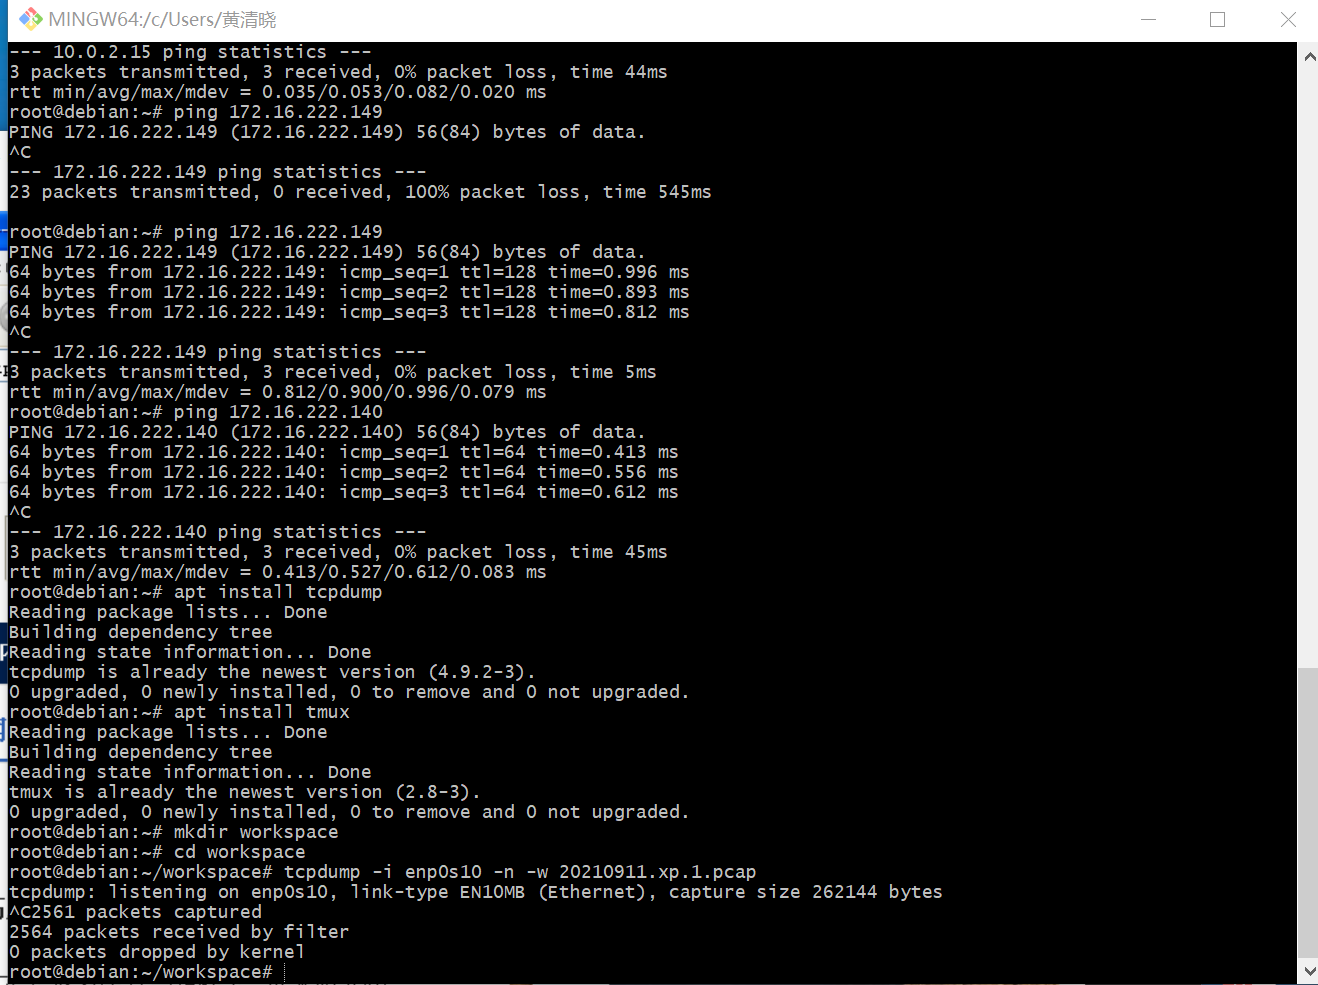 MINGW64:/c/Users/黄清晓
--- 10.0.2.15 ping statistics ---
3 packets transmitted, 3 received, 0% packet loss, time 44ms
rtt min/avg/max/mdev = 0.035/0.053/0.082/0.020 ms
root@debian:~# ping 172.16.222.149
PING 172.16.222.149 (172.16.222.149) 56(84) bytes of data.
^C
--- 172.16.222.149 ping statistics ---
23 packets transmitted, 0 received, 100% packet loss, time 545ms
root@debian:~# ping 172.16.222.149
PING 172.16.222.149 (172.16.222.149) 56(84) bytes of data.
64 bytes from 172.16.222.149: icmp_seq=1 ttl=128 time=0.996 ms
64 bytes from 172.16.222.149: icmp_seq=2 ttl=128 time=0.893 ms
64 bytes from 172.16.222.149: icmp_seq=3 ttl=128 time=0.812 ms
^C
--- 172.16.222.149 ping statistics ---
3 packets transmitted, 3 received, 0% packet loss, time 5ms
rtt min/avg/max/mdev = 0.812/0.900/0.996/0.079 ms
root@debian:~# ping 172.16.222.140
PING 172.16.222.140 (172.16.222.140) 56(84) bytes of data.
64 bytes from 172.16.222.140: icmp_seq=1 ttl=64 time=0.413 ms
64 bytes from 172.16.222.140: icmp_seq=2 ttl=64 time=0.556 ms
64 bytes from 172.16.222.140: icmp_seq=3 ttl=64 time=0.612 ms
^C
--- 172.16.222.140 ping statistics ---
3 packets transmitted, 3 received, 0% packet loss, time 45ms
rtt min/avg/max/mdev = 0.413/0.527/0.612/0.083 ms
root@debian:~# apt install tcpdump
Reading package lists... Done
Building dependency tree
Reading state information... Done
tcpdump is already the newest version (4.9.2-3).
0 upgraded, 0 newly installed, 0 to remove and 0 not upgraded.
root@debian:~# apt install tmux
Reading package lists... Done
Building dependency tree
Reading state information... Done
tmux is already the newest version (2.8-3).
0 upgraded, 0 newly installed, 0 to remove and 0 not upgraded.
root@debian:~# mkdir workspace
root@debian:~# cd workspace
root@debian:~/workspace# tcpdump -i enp0s10 -n -w 20210911.xp.1.pcap
tcpdump: listening on enp0s10, link-type EN10MB (Ethernet), capture size 262144 bytes
^C2561 packets captured
2564 packets received by filter
0 packets dropped by kernel
root@debian:~/workspace#